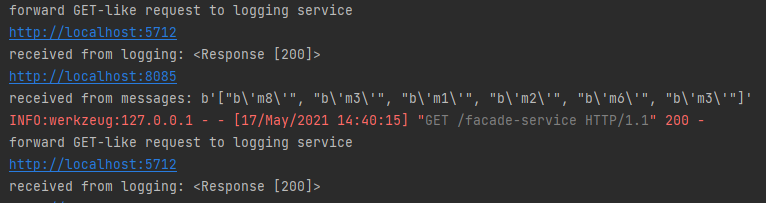 forward GET-like request to logging service
http://localhost:5712
received from logging: <Response [200]>
http://localhost:8085
received from messages: b'["b\'m8\'", "b\'m3\'", "b\'m1\'", "b\'m2\'", "b\'m6\'", "b\'m3\'"]'
INFO:werkzeug:127.0.0.1 - - [17/May/2021 14:40:15] "GET /facade-service HTTP/1.1" 200 -
forward GET-like request to logging service
http://localhost:5712
received from logging: <Response [200]>